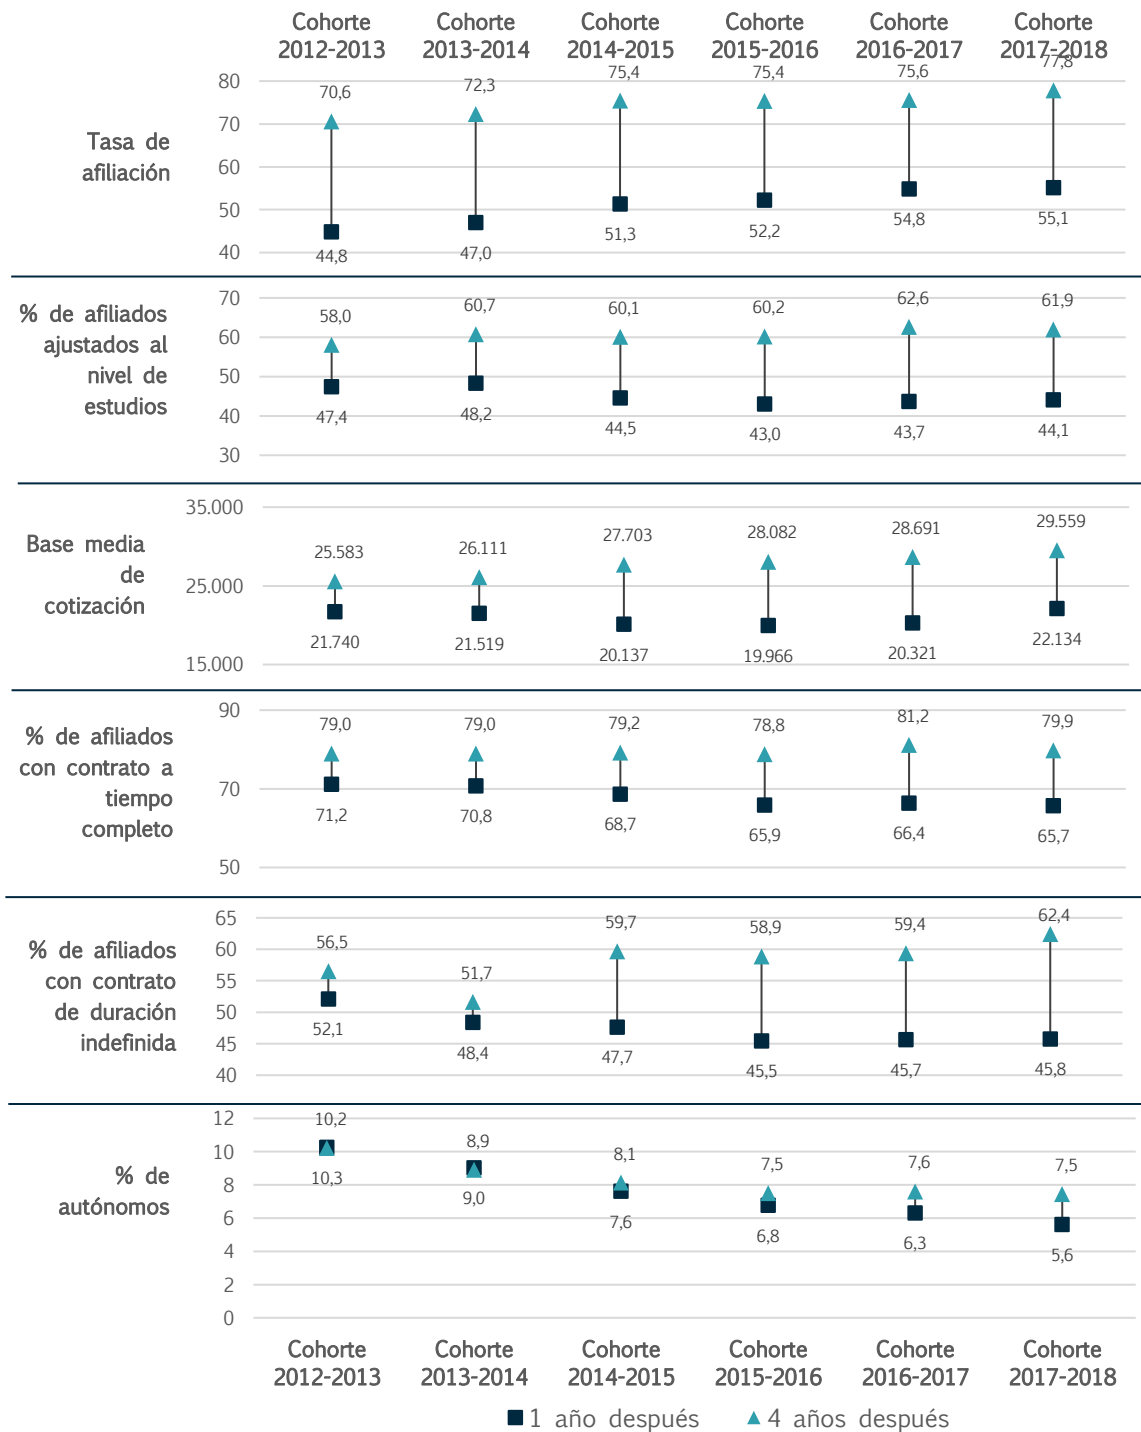 Cohorte Cohorte Cohorte Cohorte Cohorte Cohorte
2012-2013 2013-2014 2014-2015 2015-2016 2016-2017 2017-2018
Tasa de
afiliación
80
70
60
50
40
70,6 72,3 75,4 75,4 75,6 77,8
44,8 47,0 51,3 52,2 54,8 55,1
% de afiliados
ajustados al
nivel de
estudios
70
60
50
40
30
58,0 60,7 60,1 60,2 62,6 61,9
47,4 48,2 44,5 43,0 43,7 44,1
Base media
de
cotización
35.000
25.000
15.000
25.583 26.111 27.703 28.082 28.691 29.559
21.740 21.519 20.137 19.966 20.321 22.134
% de afiliados
con contrato a
tiempo
completo
90
70
50
79,0 79,0 79,2 78,8 81,2 79,9
71,2 70,8 68,7 65,9 66,4 65,7
% de afiliados
con contrato
de duración
indefinida
65
60
55
50
45
40
56,5 51,7 59,7 58,9 59,4 62,4
52,1 48,4 47,7 45,5 45,7 45,8
% de
autónomos
12
10
8
6
4
2
0
10,2 8,9 8,1 7,5 7,6 7,5
10,3 9,0 7,6 6,8 6,3 5,6
Cohorte Cohorte Cohorte Cohorte Cohorte Cohorte
2012-2013 2013-2014 2014-2015 2015-2016 2016-2017 2017-2018
1 año después 4 años después